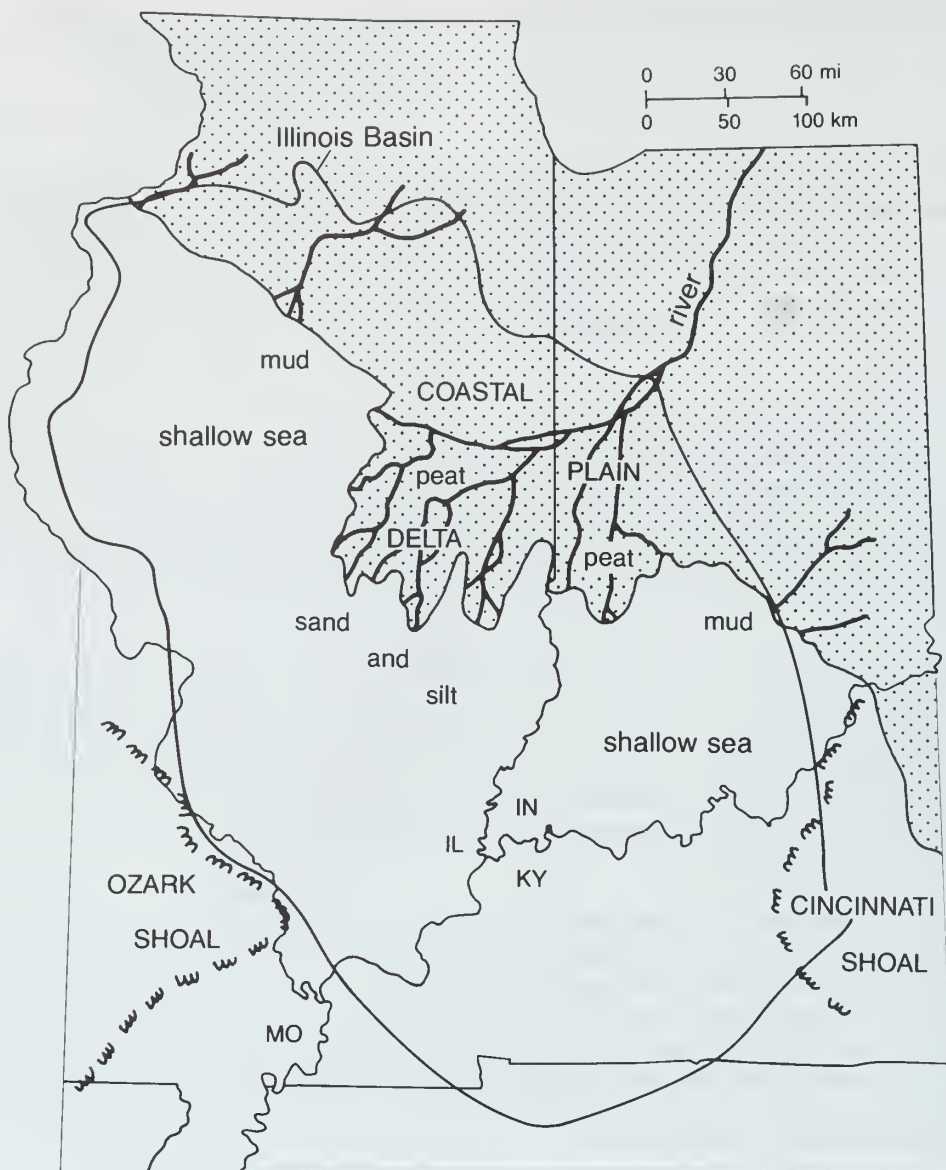 0 30 60 mi
0 50 100 km
Illinois Basin
river
mud
COASTAL
shallow sea
peat
PLAIN
DELTA
peat
sand
mud
and
silt
shallow sea
IN
IL
KY
OZARK
CINCINNATI
SHOAL
SHOAL
MO